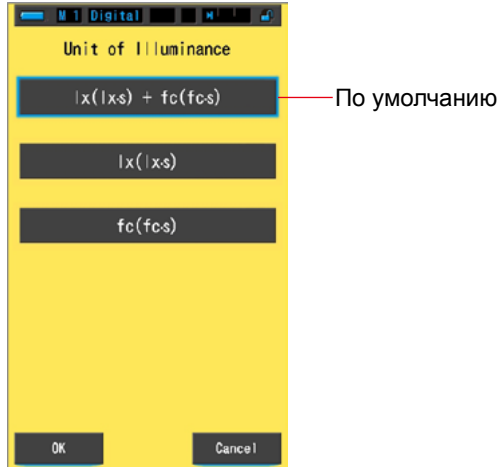 M 1 Digital
Unit of Illuminance
lx(lx·s) + fc(fc·s)
По умолчанию
lx(lx·s)
fc(fc·s)
OK
Cancel